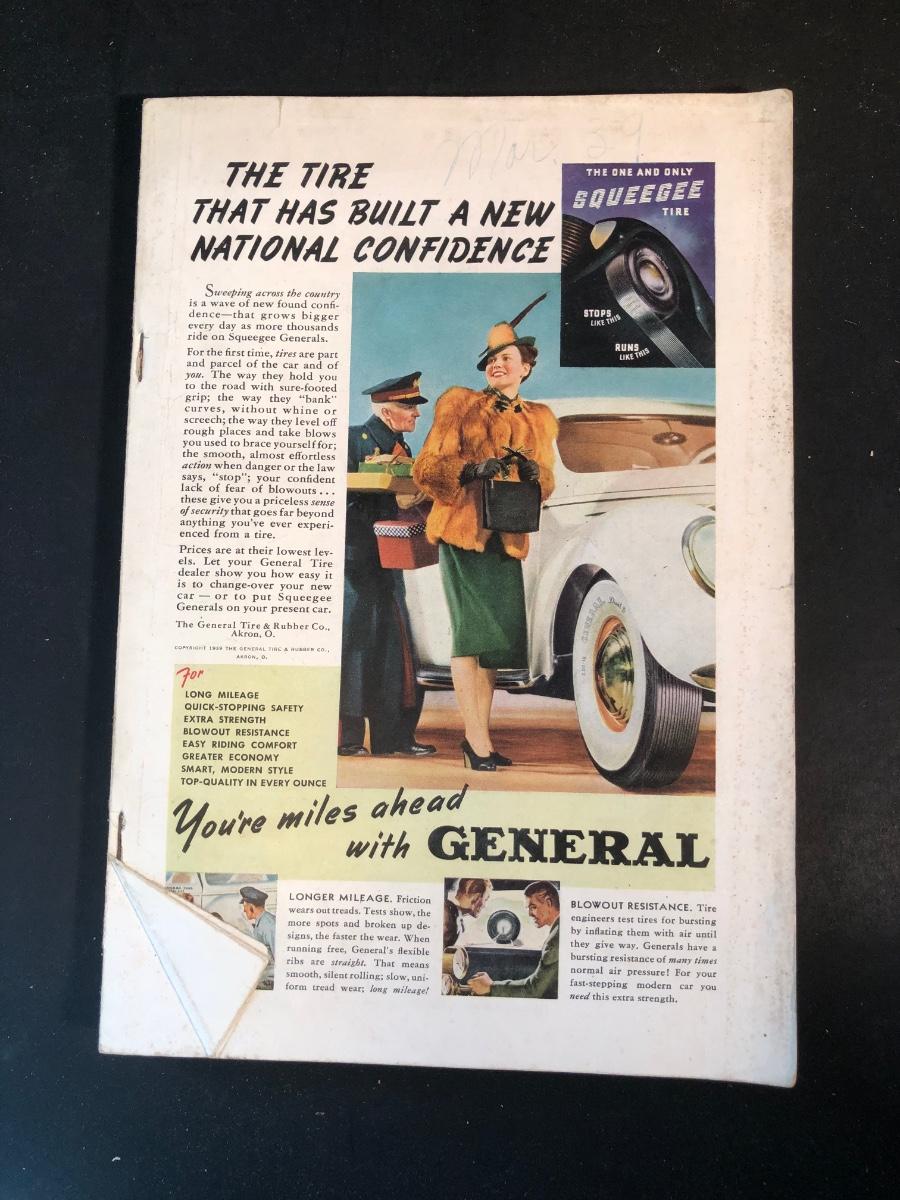 Mar. 39
THE TIRE
THAT HAS BUILT A NEW
NATIONAL CONFIDENCE
THE ONE AND ONLY
SQUEEGEE
TIRE
STOPS
LIKE THIS
RUNS
LIKE THIS
Sweeping across the country
is a wave of new found confi-
dence—that grows bigger
every day as more thousands
ride on Squeegee Generals.
For the first time, tires are part
and parcel of the car and of
you. The way they hold you
to the road with sure-footed
grip; the way they "bank"
curves, without whine or
screech; the way they level off
rough places and take blows
you used to brace yourself for;
the smooth, almost effortless
action when danger or the law
says, "stop"; your confident
lack of fear of blowouts...
these give you a priceless sense
of security that goes far beyond
anything you've ever experi-
enced from a tire.
Prices are at their lowest lev-
els. Let your General Tire
dealer show you how easy it
is to change-over your new
car — or to put Squeegee
Generals on your present car.
The General Tire & Rubber Co.,
Akron, O.
COPYRIGHT 1939 THE GENERAL TIRE & RUBBER CO.,
AKRON, O.
GENERAL
For
LONG MILEAGE
QUICK-STOPPING SAFETY
EXTRA STRENGTH
BLOWOUT RESISTANCE
EASY RIDING COMFORT
GREATER ECONOMY
SMART, MODERN STYLE
TOP-QUALITY IN EVERY OUNCE
You're miles ahead
with GENERAL
LONGER MILEAGE. Friction
wears out treads. Tests show, the
more spots and broken up de-
signs, the faster the wear. When
running free, General's flexible
ribs are straight. That means
smooth, silent rolling; slow, uni-
form tread wear; long mileage!
BLOWOUT RESISTANCE. Tire
engineers test tires for bursting
by inflating them with air until
they give way. Generals have a
bursting resistance of many times
normal air pressure! For your
fast-stepping modern car you
need this extra strength.